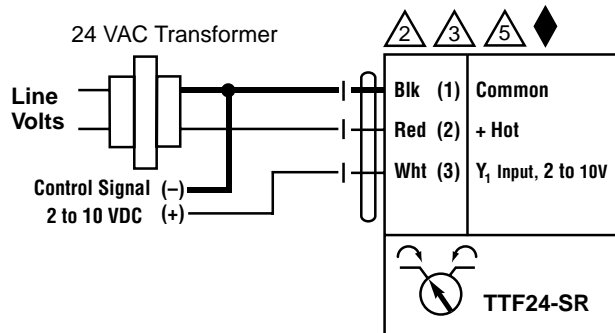 24 VAC Transformer
2 3 5
Line
Volts
Blk (1) Common
Red (2) + Hot
Wht (3) Y₁ Input, 2 to 10V
Control Signal (–)
2 to 10 VDC (+)
TTF24-SR